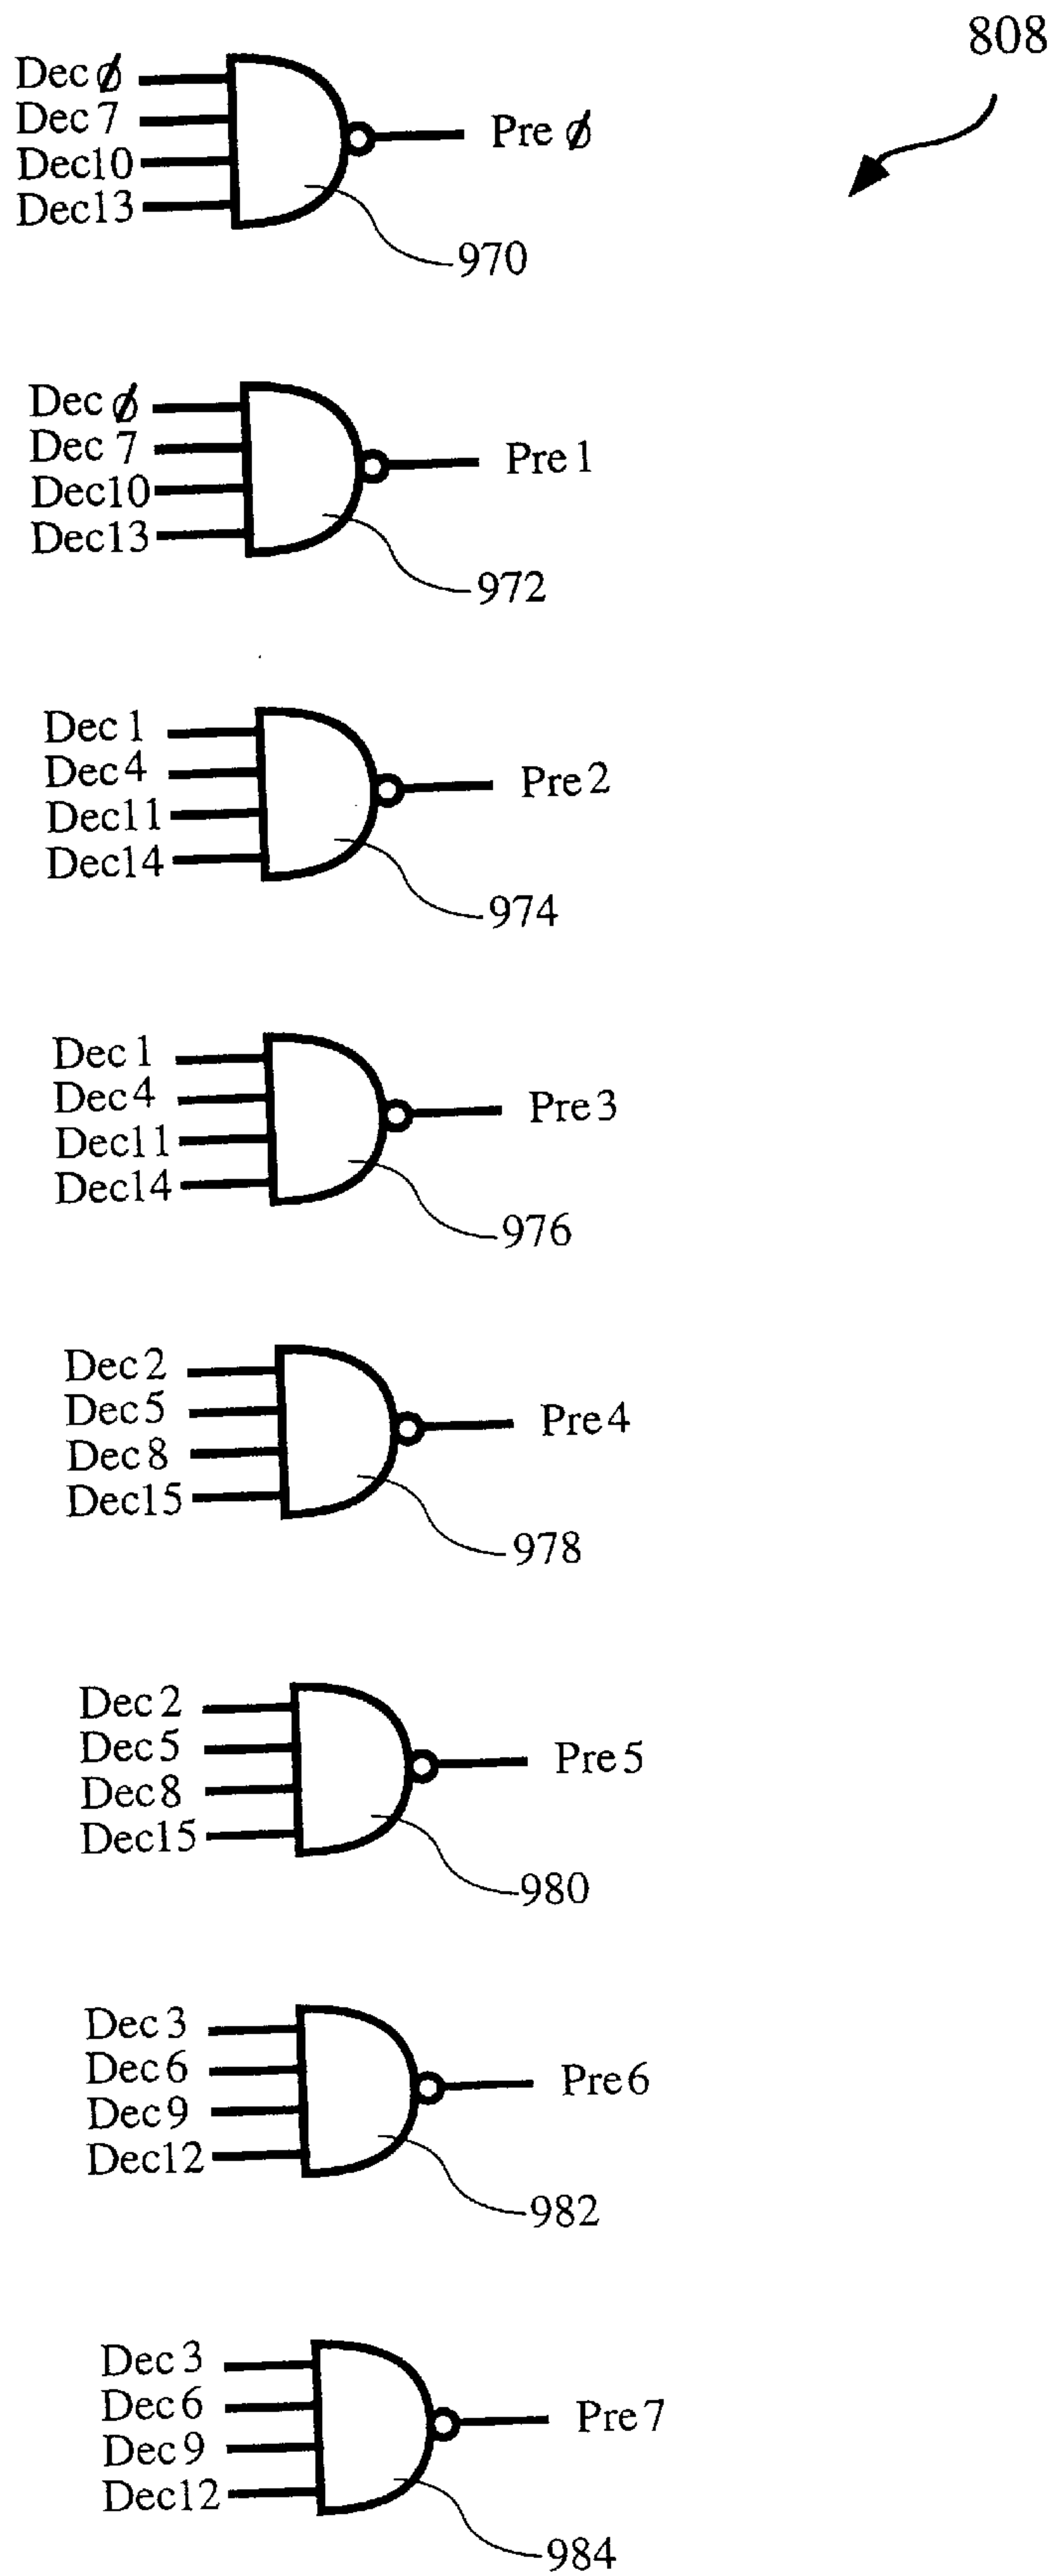 808
Dec ∅
Dec 7
Dec10
Dec13
Pre ∅
970
Dec ∅
Dec 7
Dec10
Dec13
Pre 1
972
Dec 1
Dec 4
Dec11
Dec14
Pre 2
974
Dec 1
Dec 4
Dec11
Dec14
Pre 3
976
Dec 2
Dec 5
Dec 8
Dec15
Pre 4
978
Dec 2
Dec 5
Dec 8
Dec15
Pre 5
980
Dec 3
Dec 6
Dec 9
Dec12
Pre 6
982
Dec 3
Dec 6
Dec 9
Dec12
Pre 7
984